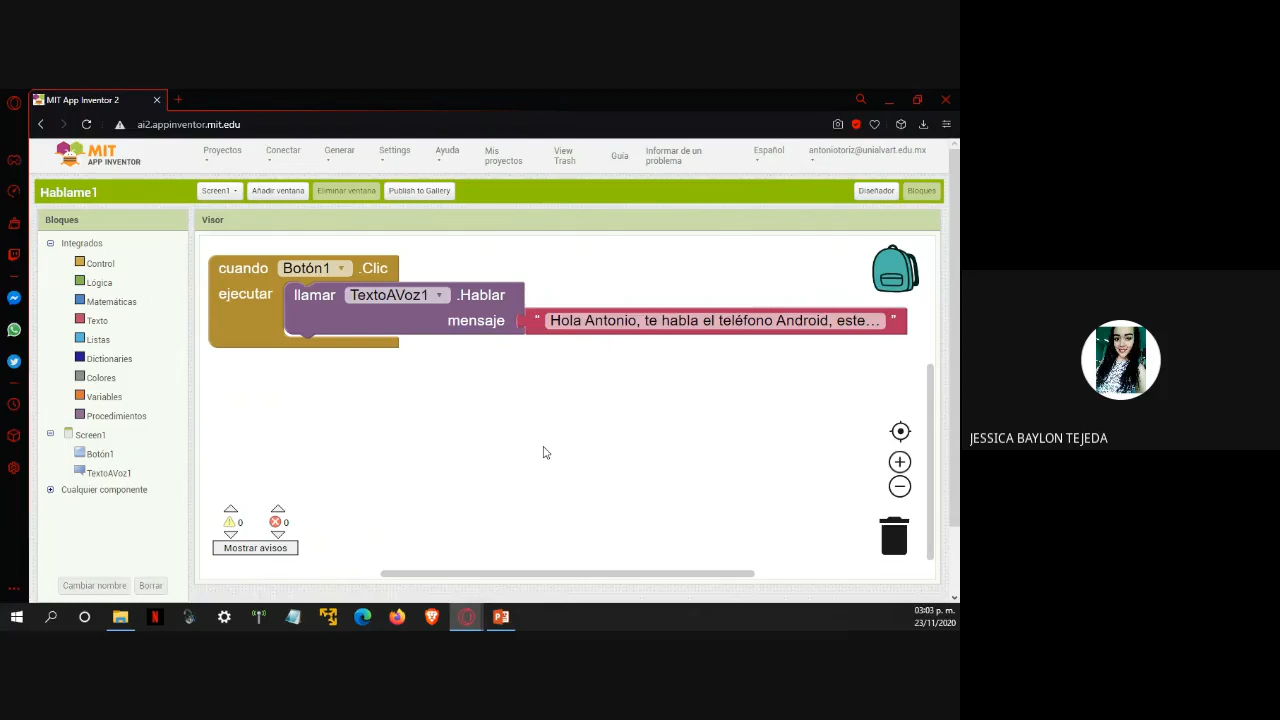 MIT App Inventor 2
ai2.appinventor.mit.edu
MIT
APP INVENTOR
Proyectos
Conectar
Generar
Settings
Ayuda
Mis proyectos
View Trash
Guía
Informar de un problema
Español
antoniotoriz@unialvart.edu.mx
Hablame1
Screen1
Añadir ventana
Eliminar ventana
Publish to Gallery
Diseñador
Bloques
Bloques
Visor
Integrados
Control
Lógica
Matemáticas
Texto
Listas
Dictionaries
Colores
Variables
Procedimientos
Screen1
Botón1
TextoAVoz1
Cualquier componente
Cambiar nombre
Borrar
cuando Botón1 .Clic
ejecutar llamar TextoAVoz1 .Hablar
mensaje " Hola Antonio, te habla el teléfono Android, este… "
0
0
Mostrar avisos
JESSICA BAYLON TEJEDA
03:03 p. m.
23/11/2020